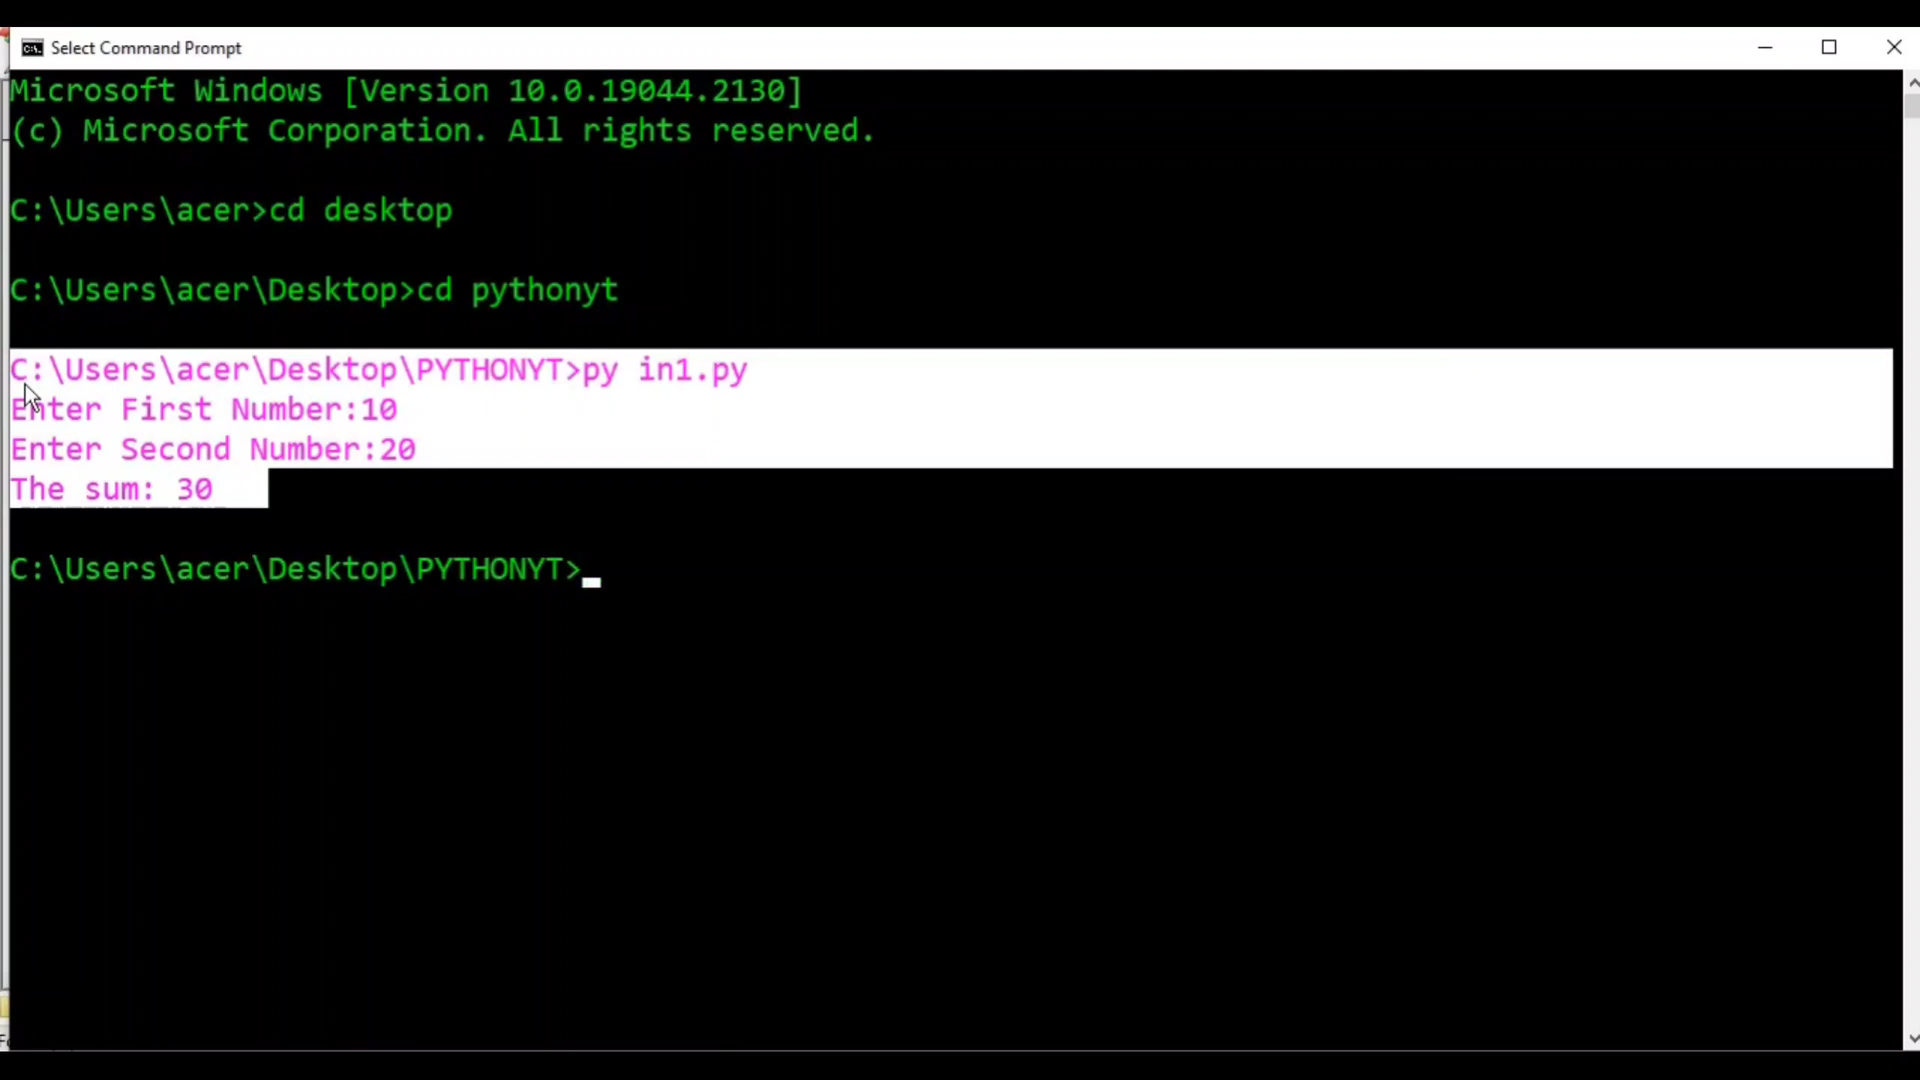 Select Command Prompt
Microsoft Windows [Version 10.0.19044.2130]
(c) Microsoft Corporation. All rights reserved.
C:\Users\acer>cd desktop
C:\Users\acer\Desktop>cd pythonyt
C:\Users\acer\Desktop\PYTHONYT>py in1.py
Enter First Number:10
Enter Second Number:20
The sum: 30
C:\Users\acer\Desktop\PYTHONYT>